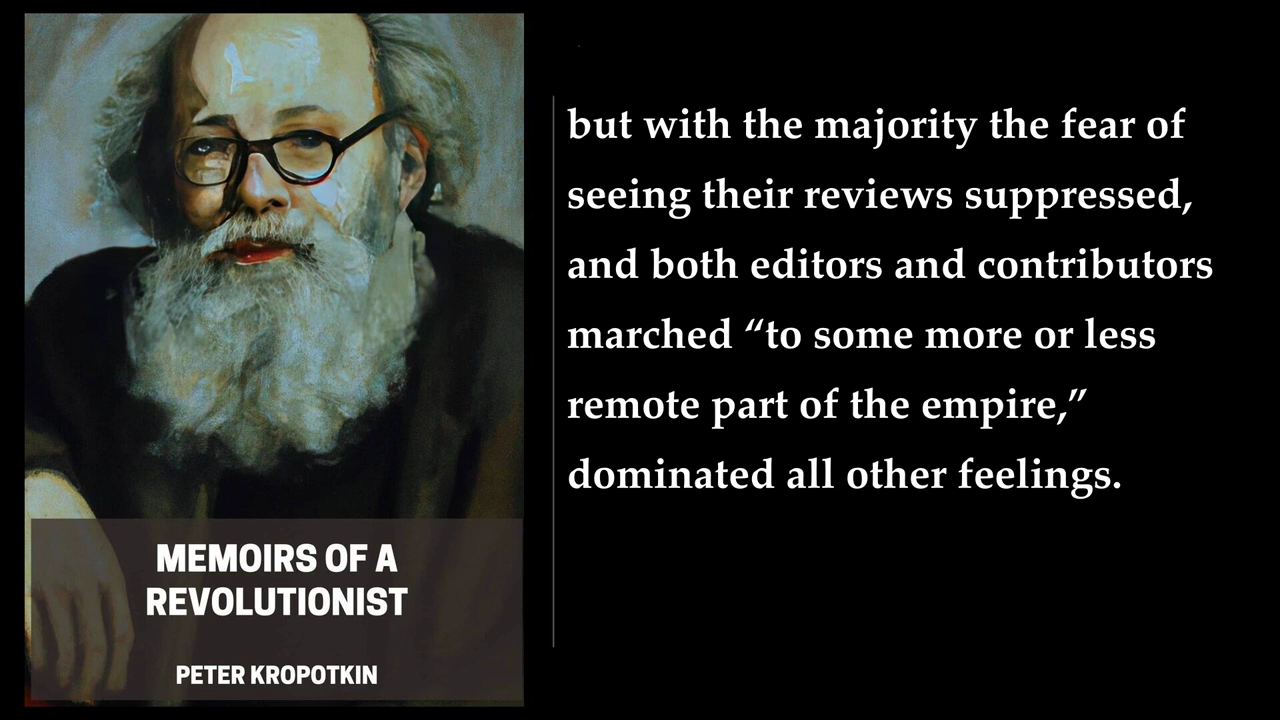 MEMOIRS OF A
REVOLUTIONIST
PETER KROPOTKIN
but with the majority the fear of
seeing their reviews suppressed,
and both editors and contributors
marched “to some more or less
remote part of the empire,”
dominated all other feelings.